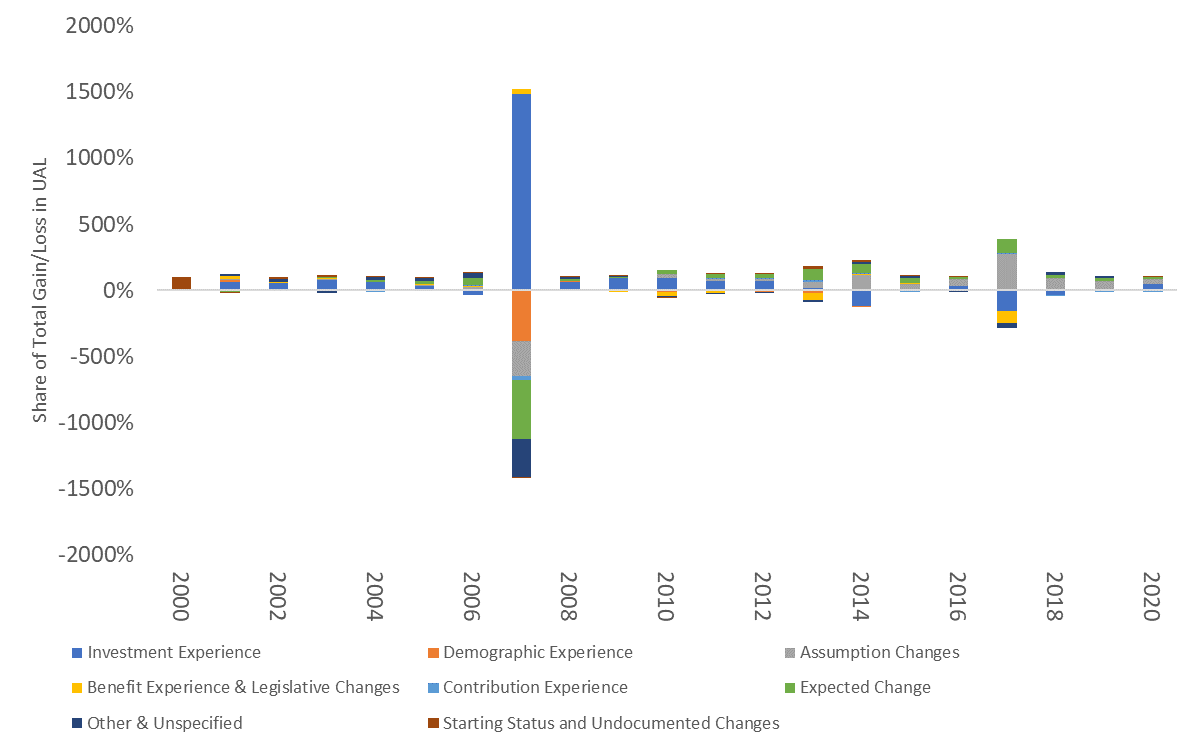 2000%
1500%
1000%
500%
0%
-500%
-1000%
-1500%
-2000%
Share of Total Gain/Loss in UAL
2000 2002 2004 2006 2008 2010 2012 2014 2016 2018 2020
Investment Experience Demographic Experience Assumption Changes
Benefit Experience & Legislative Changes Contribution Experience Expected Change
Other & Unspecified Starting Status and Undocumented Changes